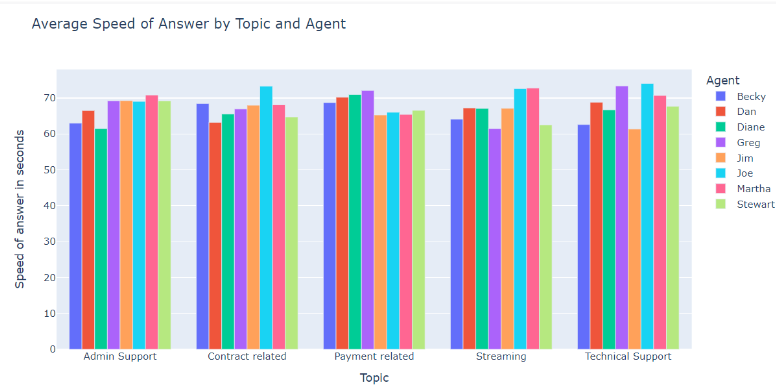 Average Speed of Answer by Topic and Agent
Agent
Becky
Dan
Diane
Greg
Jim
Joe
Martha
Stewart
Speed of answer in seconds
70
60
50
40
30
20
10
0
Admin Support
Contract related
Payment related
Streaming
Technical Support
Topic